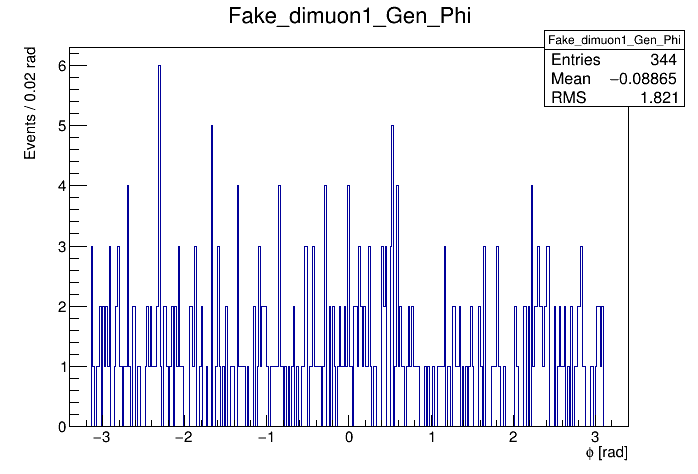 Fake_dimuon1_Gen_Phi
Fake_dimuon1_Gen_Phi
Entries 344
Mean −0.08865
RMS 1.821
Events / 0.02 rad
6
5
4
3
2
1
0
−3 −2 −1 0 1 2 3
ϕ [rad]